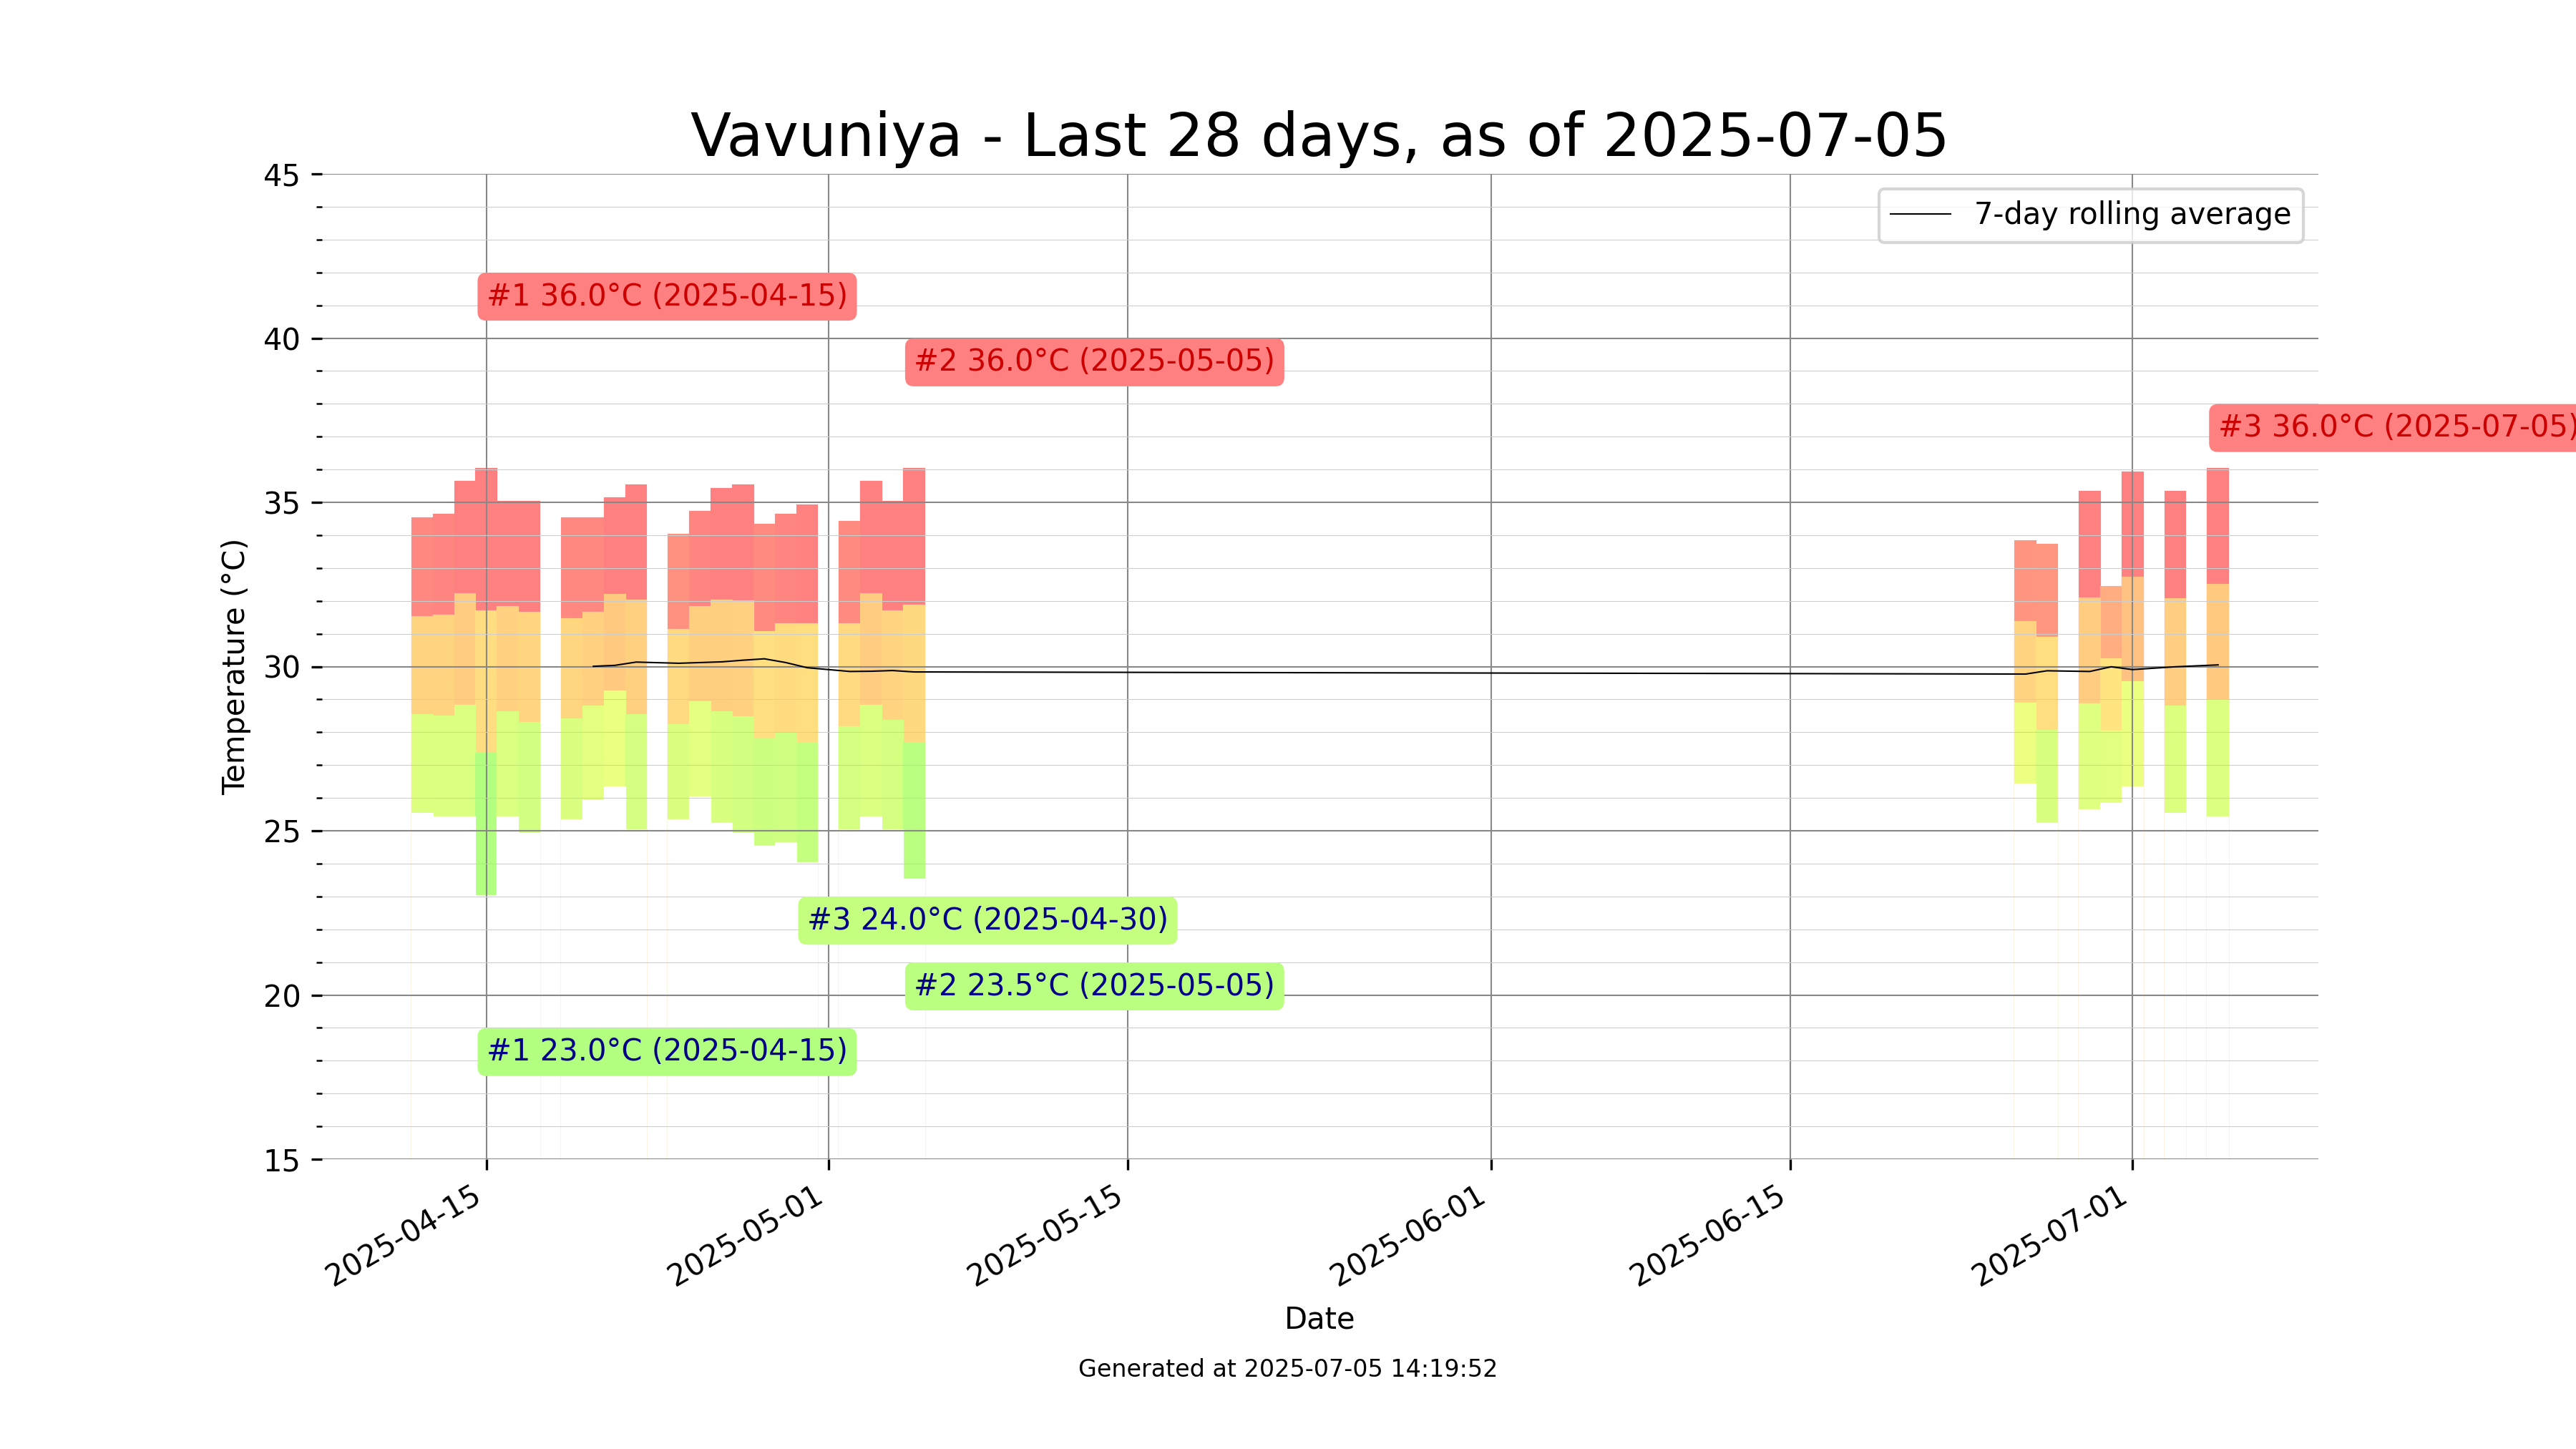 Vavuniya - Last 28 days, as of 2025-07-05
45
7-day rolling average
#1 36.0°C (2025-04-15)
40
#2 36.0°C (2025-05-05)
#3 36.0°C (2025-07-05)
35
Temperature (°C)
30
25
#3 24.0°C (2025-04-30)
#2 23.5°C (2025-05-05)
20
#1 23.0°C (2025-04-15)
15
2025-04-15
2025-05-01
2025-05-15
2025-06-01
2025-06-15
2025-07-01
Date
Generated at 2025-07-05 14:19:52